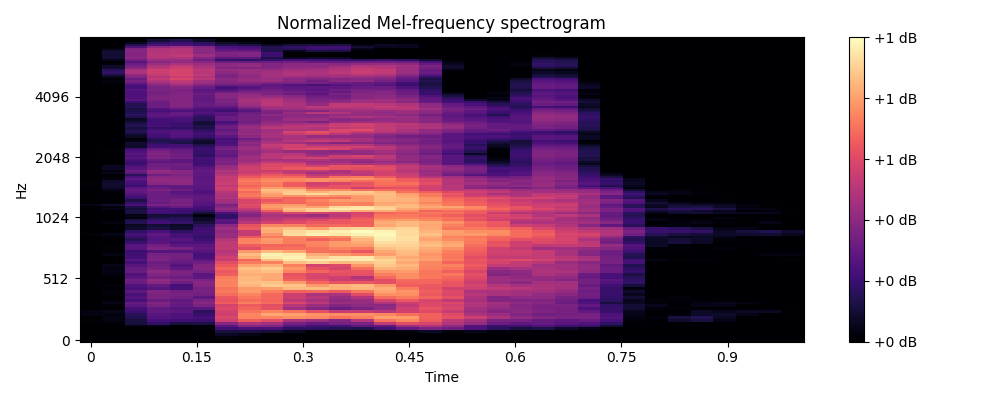 Normalized Mel-frequency spectrogram
Hz
4096
2048
1024
512
0
0 0.15 0.3 0.45 0.6 0.75 0.9
Time
+1 dB
+1 dB
+1 dB
+0 dB
+0 dB
+0 dB